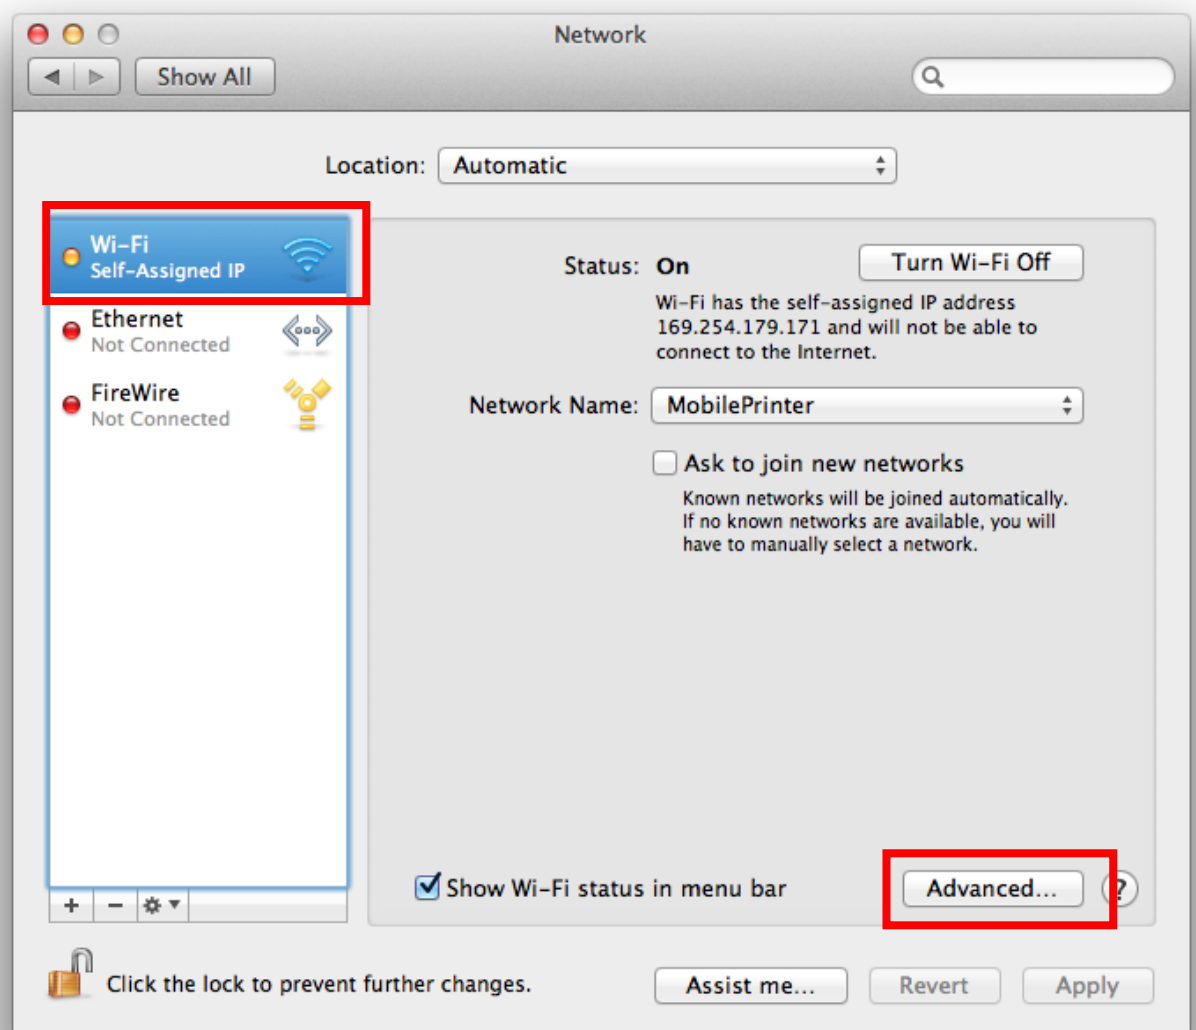 Network
Show All
Location: Automatic
Wi-Fi
Self-Assigned IP
Ethernet
Not Connected
FireWire
Not Connected
Status: On
Turn Wi-Fi Off
Wi-Fi has the self-assigned IP address
169.254.179.171 and will not be able to
connect to the Internet.
Network Name: MobilePrinter
Ask to join new networks
Known networks will be joined automatically.
If no known networks are available, you will
have to manually select a network.
Show Wi-Fi status in menu bar
Advanced...
?
Click the lock to prevent further changes.
Assist me...
Revert
Apply